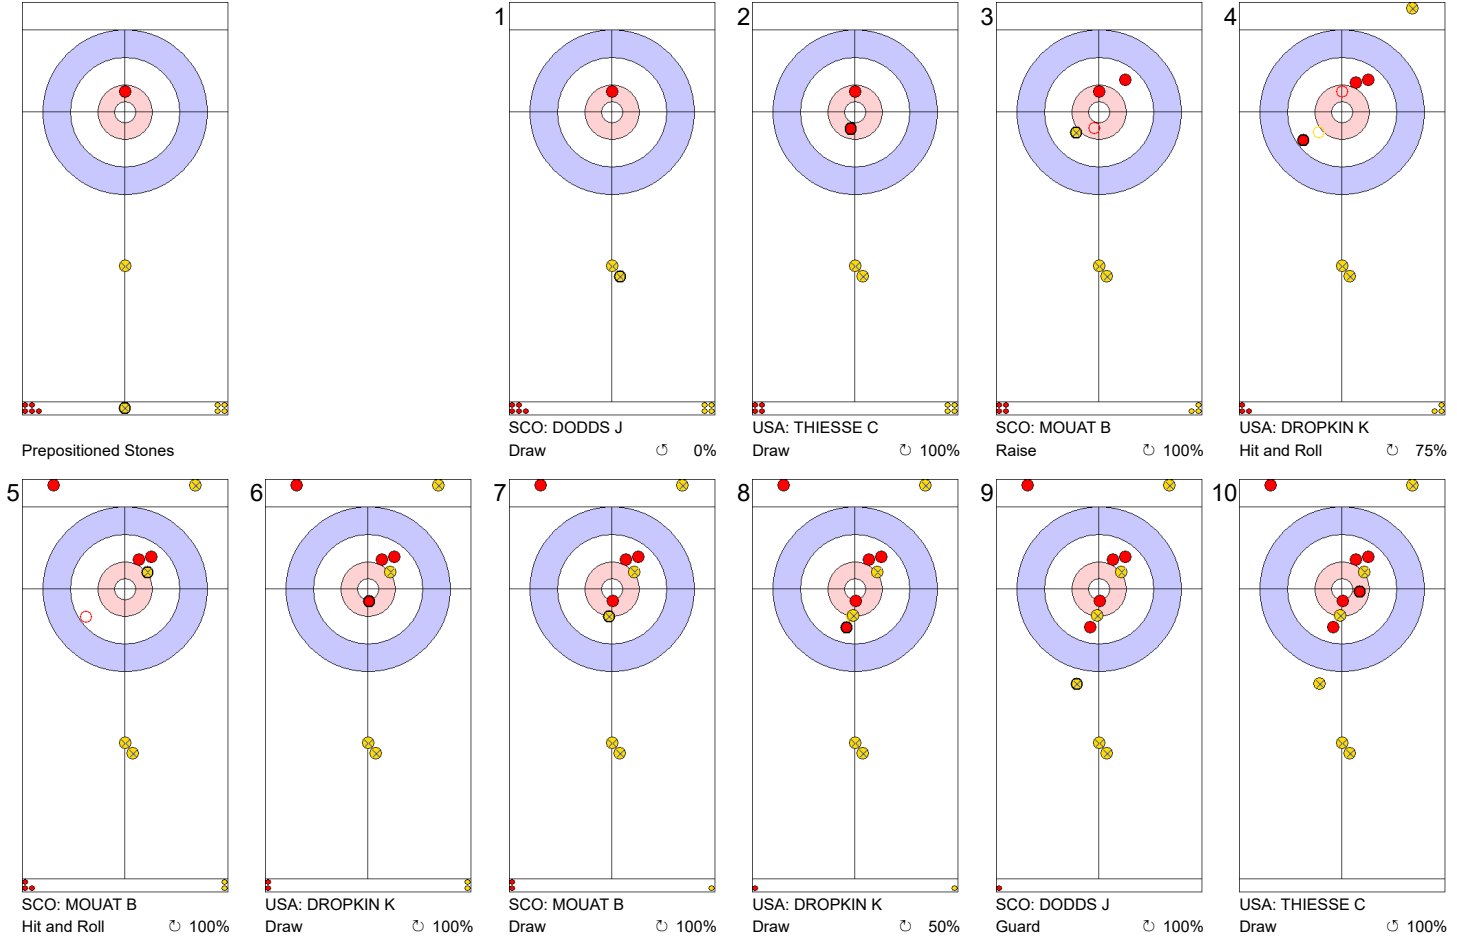 1 2 3 4
Prepositioned Stones
SCO: DODDS J
Draw ↺ 0%
USA: THIESSE C
Draw ↻ 100%
SCO: MOUAT B
Raise ↻ 100%
USA: DROPKIN K
Hit and Roll ↻ 75%
5 6 7 8 9 10
SCO: MOUAT B
Hit and Roll ↻ 100%
USA: DROPKIN K
Draw ↻ 100%
SCO: MOUAT B
Draw ↻ 100%
USA: DROPKIN K
Draw ↻ 50%
SCO: DODDS J
Guard ↻ 100%
USA: THIESSE C
Draw ↺ 100%